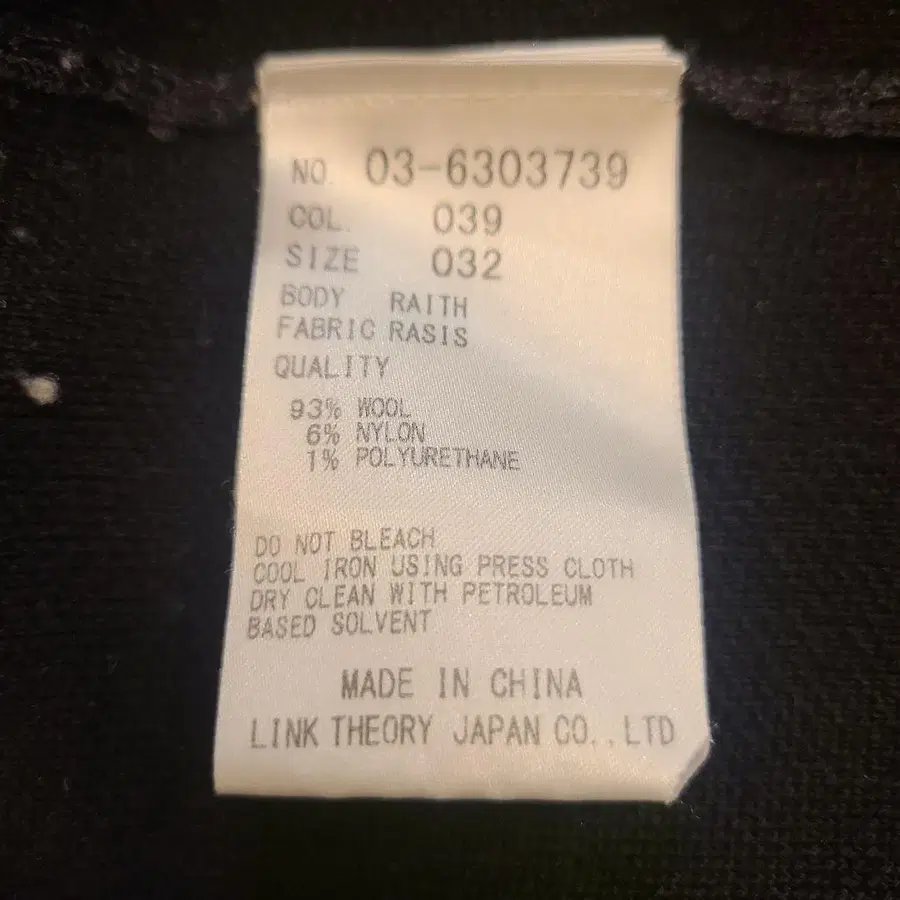 NO. 03-6303739
COL. 039
SIZE 032
BODY RAITH
FABRIC RASIS
QUALITY
93% WOOL
6% NYLON
1% POLYURETHANE
DO NOT BLEACH
COOL IRON USING PRESS CLOTH
DRY CLEAN WITH PETROLEUM
BASED SOLVENT
MADE IN CHINA
LINK THEORY JAPAN CO., LTD